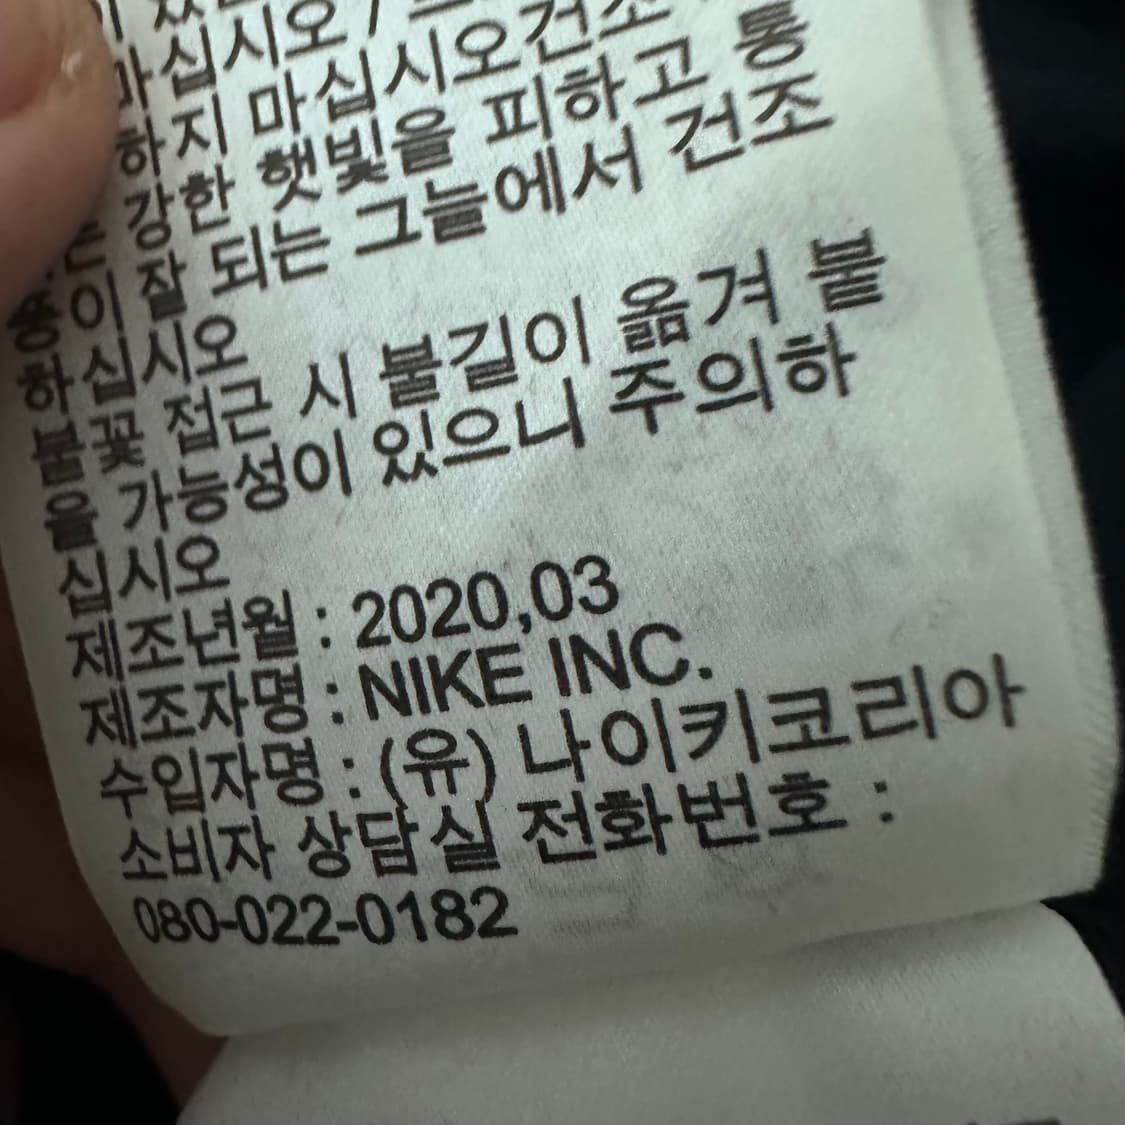 마십시오 /
하지 마십시오건조
강한 햇빛을 피하고 통
이 잘 되는 그늘에서 건조
하십시오
불꽃 접근 시 불길이 옮겨 붙
을 가능성이 있으니 주의하
십시오
제조년월 : 2020,03
제조자명 : NIKE INC.
수입자명 : (유) 나이키코리아
소비자 상담실 전화번호 :
080-022-0182